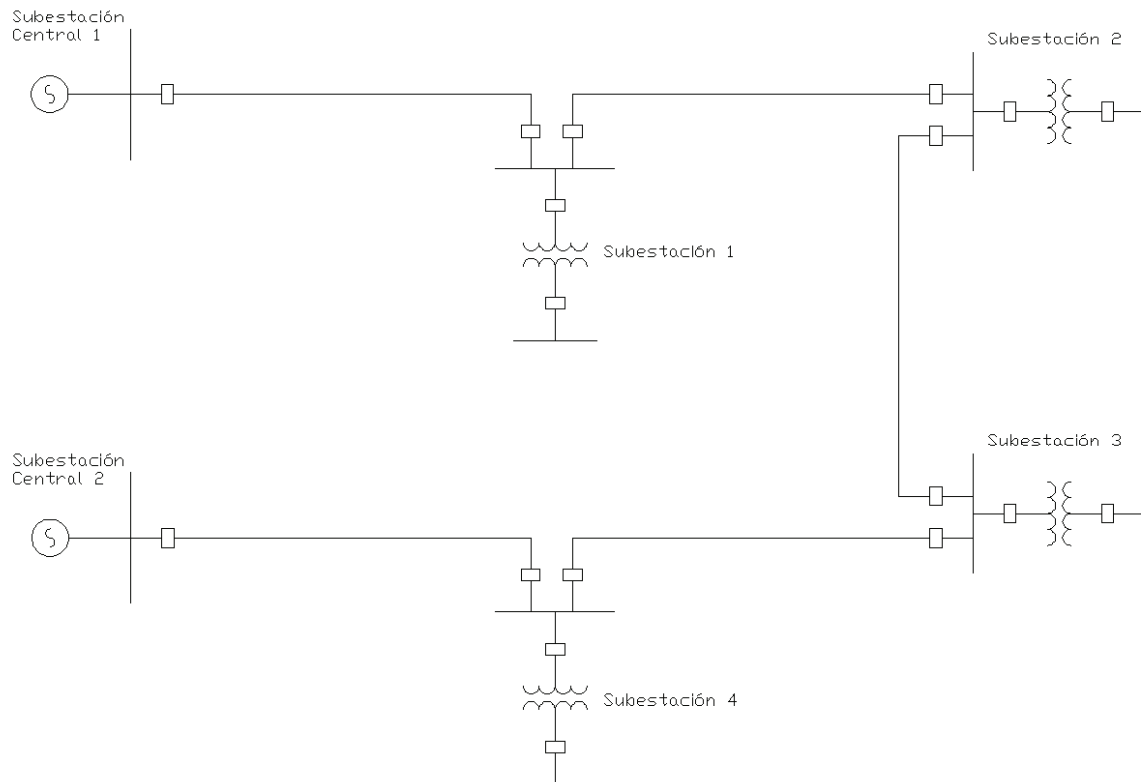 Subestación
Central 1
Subestación 2
Subestación 1
Subestación
Central 2
Subestación 3
Subestación 4